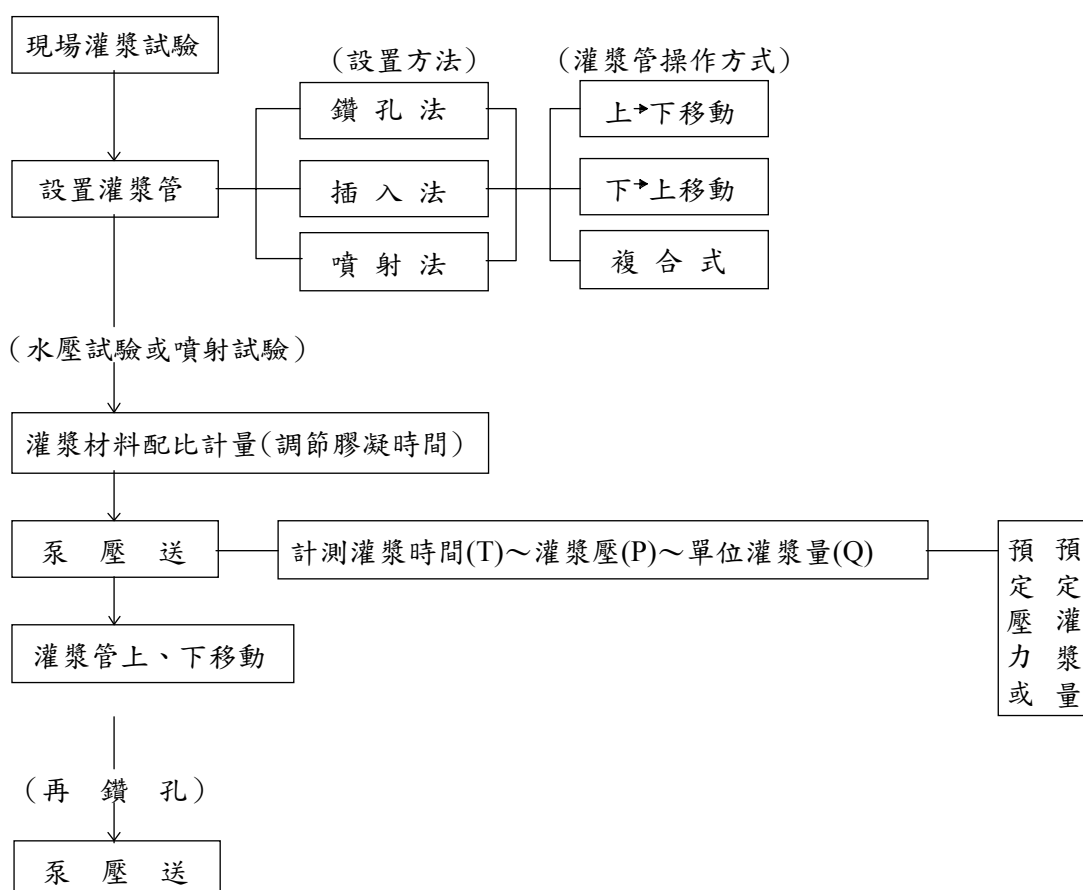 現場灌漿試驗
(設置方法)
(灌漿管操作方式)
鑽孔法
上→下移動
設置灌漿管
插入法
下→上移動
噴射法
複合式
(水壓試驗或噴射試驗)
灌漿材料配比計量(調節膠凝時間)
泵壓送
計測灌漿時間(T)～灌漿壓(P)～單位灌漿量(Q)
預定壓力或
預定灌漿量
灌漿管上、下移動
(再鑽孔)
泵壓送